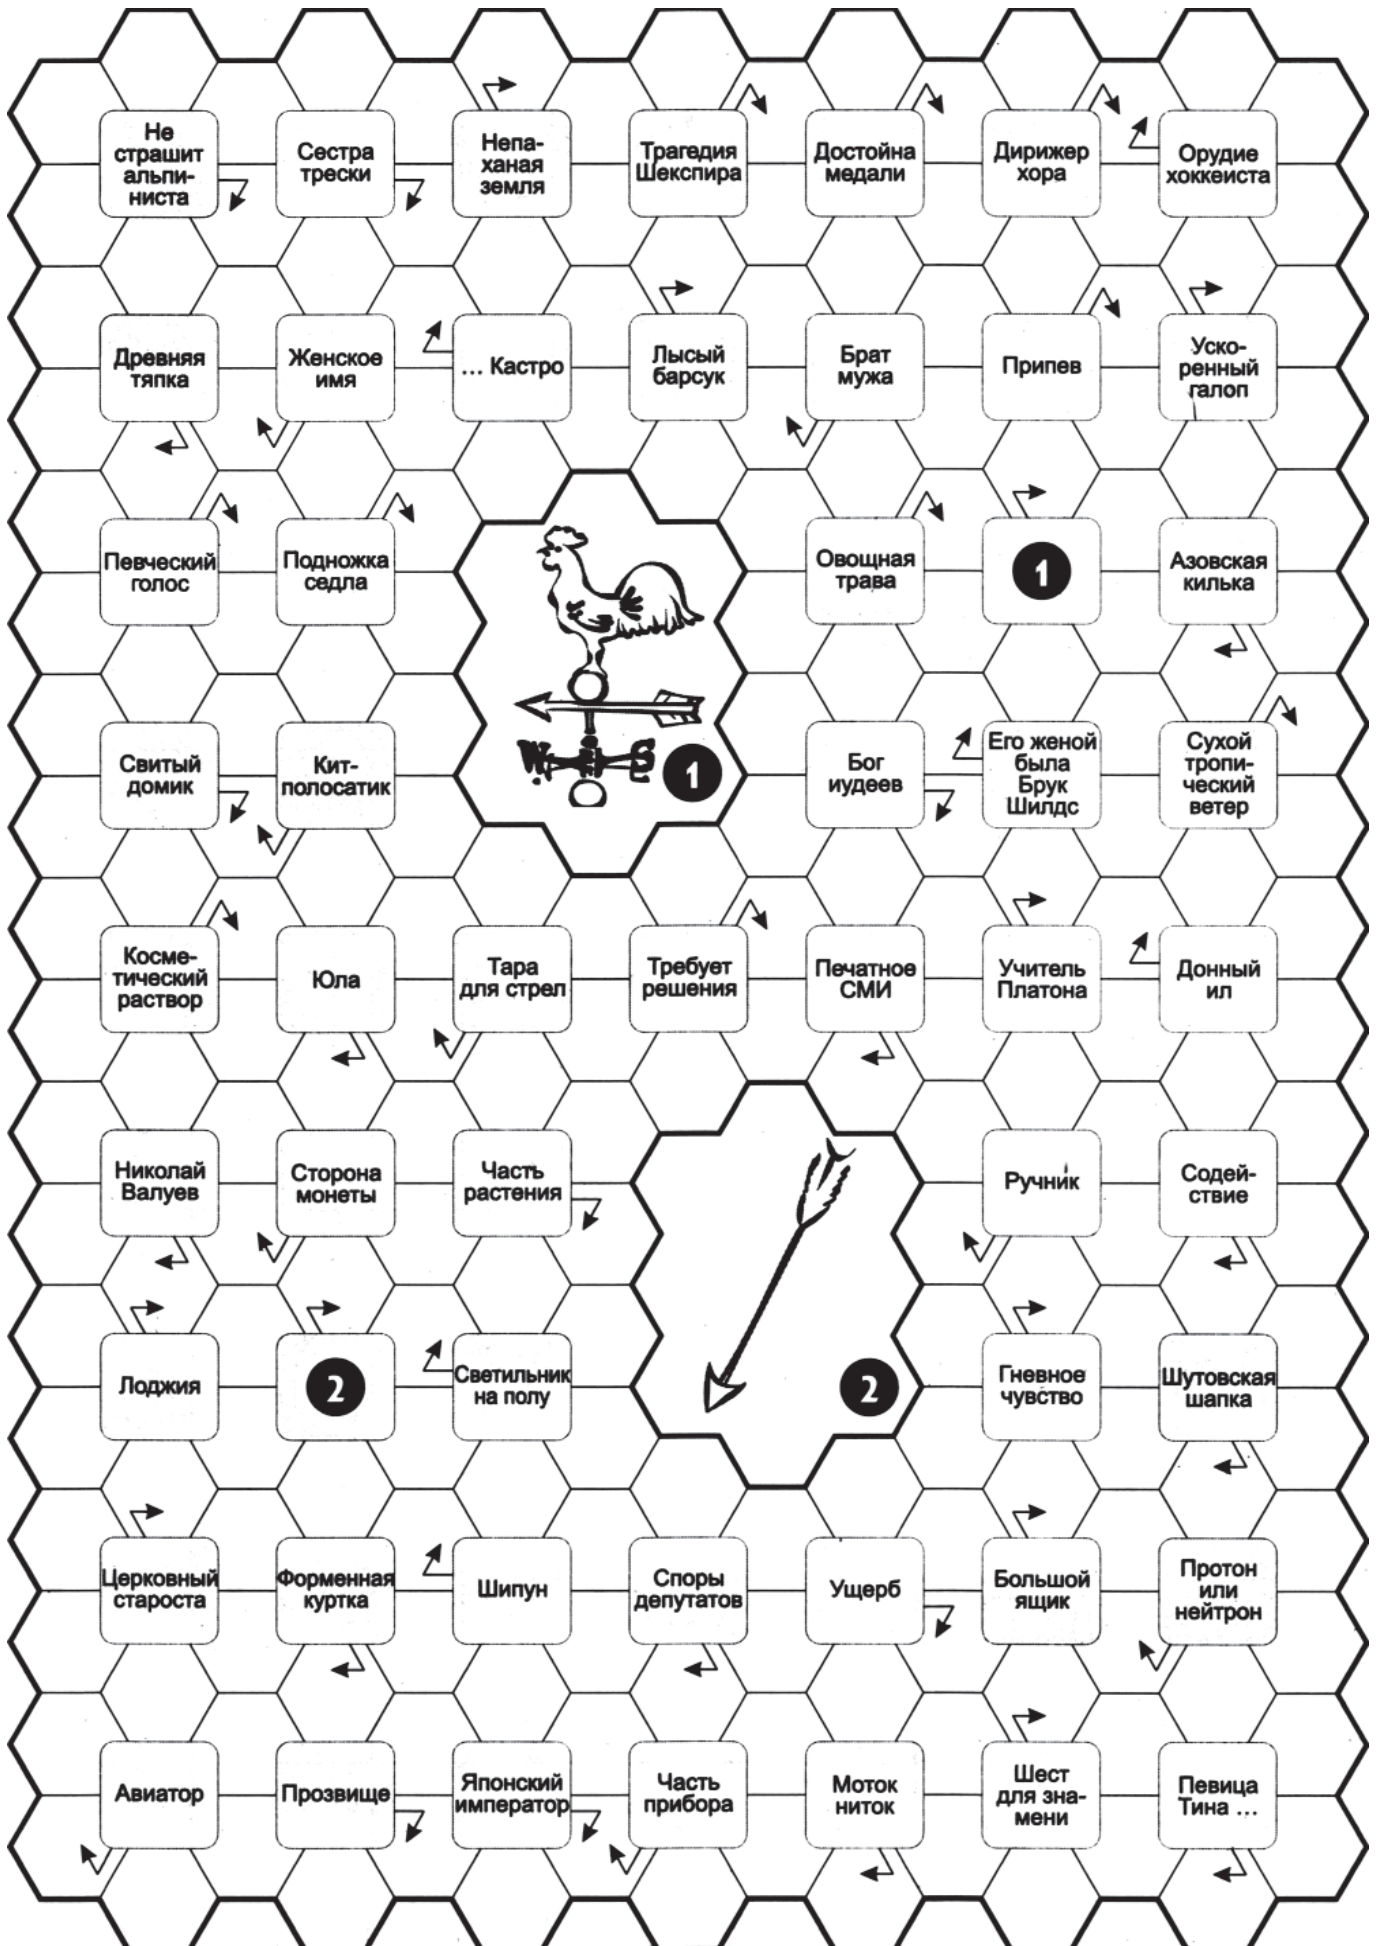 Не
страшит
альпи-
ниста
Сестра
трески
Непа-
ханая
земля
Трагедия
Шекспира
Достойна
медали
Дирижер
хора
Орудие
хоккеиста
Древняя
тяпка
Женское
имя
... Кастро
Лысый
барсук
Брат
мужа
Припев
Уско-
ренный
галоп
Певческий
голос
Подножка
седла
Овощная
трава
1
Азовская
килька
W
S
1
Свитый
домик
Кит-
полосатик
Бог
иудеев
Его женой
была
Брук
Шилдс
Сухой
тропи-
ческий
ветер
Косме-
тический
раствор
Юла
Тара
для стрел
Требует
решения
Печатное
СМИ
Учитель
Платона
Донный
ил
Николай
Валуев
Сторона
монеты
Часть
растения
Ручник
Содей-
ствие
Лоджия
2
Светильник
на полу
2
Гневное
чувство
Шутовская
шапка
Церковный
староста
Форменная
куртка
Шипун
Споры
депутатов
Ущерб
Большой
ящик
Протон
или
нейтрон
Авиатор
Прозвище
Японский
император
Часть
прибора
Моток
ниток
Шест
для зна-
мени
Певица
Тина ...